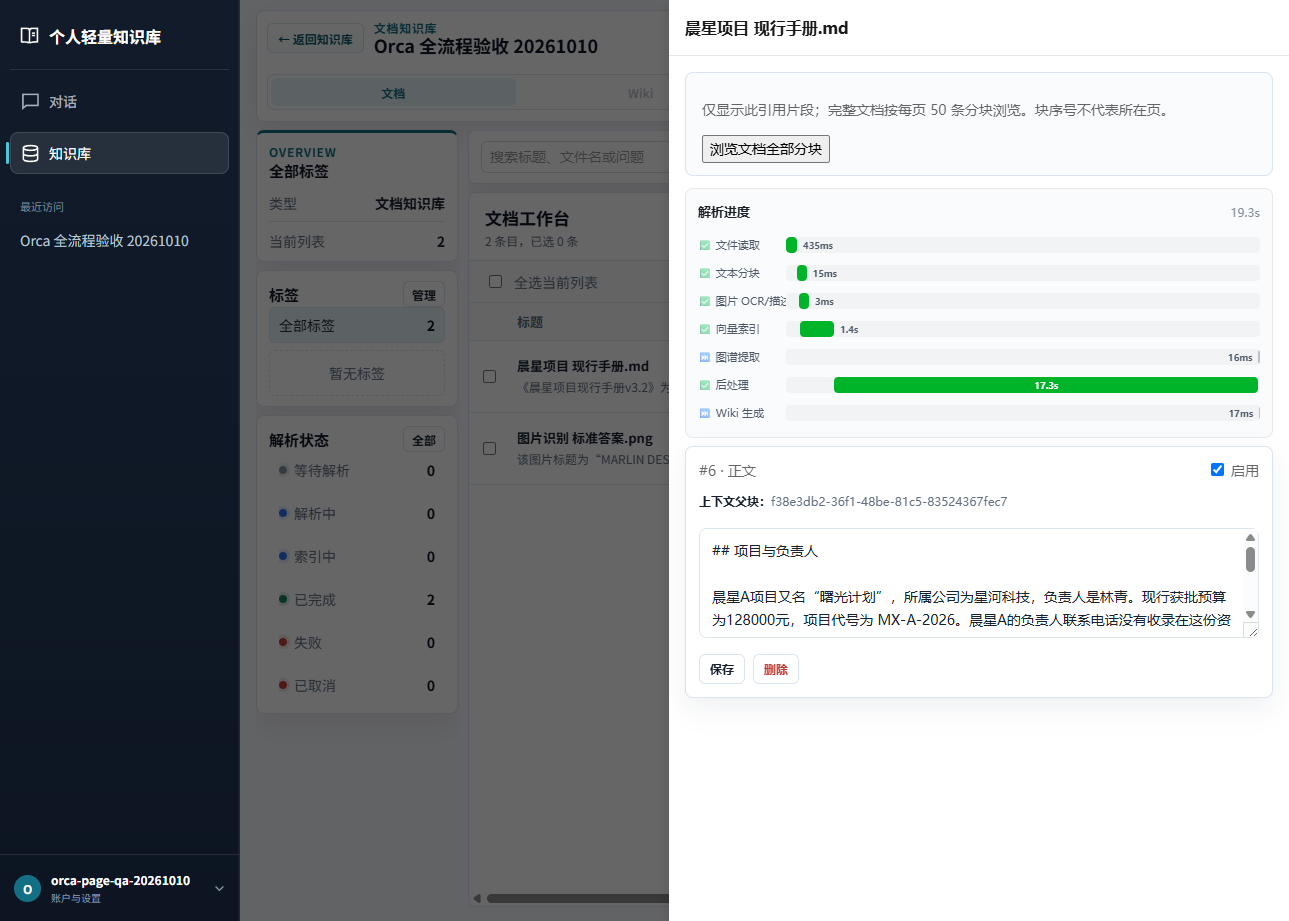 个人轻量知识库
对话
知识库
最近访问
Orca 全流程验收 20261010
orca-page-qa-20261010
账户与设置
O
← 返回知识库
文档知识库
Orca 全流程验收 20261010
文档
Wiki
OVERVIEW
全部标签
类型 文档知识库
当前列表 2
标签 管理
全部标签 2
暂无标签
解析状态 全部
等待解析 0
解析中 0
索引中 0
已完成 2
失败 0
已取消 0
搜索标题、文件名或问题
文档工作台
2 条目，已选 0 条
全选当前列表
标题
晨星项目 现行手册.md
《晨星项目现行手册v3.2》为
图片识别 标准答案.png
该图片标题为“MARLIN DES
晨星项目 现行手册.md
仅显示此引用片段；完整文档按每页 50 条分块浏览。块序号不代表所在页。
浏览文档全部分块
解析进度 19.3s
文件读取 435ms
文本分块 15ms
图片 OCR/描述 3ms
向量索引 1.4s
图谱提取 16ms
后处理 17.3s
Wiki 生成 17ms
#6 · 正文 启用
上下文父块： f38e3db2-36f1-48be-81c5-83524367fec7
## 项目与负责人
晨星A项目又名“曙光计划”，所属公司为星河科技，负责人是林青。现行获批预算
为128000元，项目代号为 MX-A-2026。晨星A的负责人联系电话没有收录在这份资
保存 删除